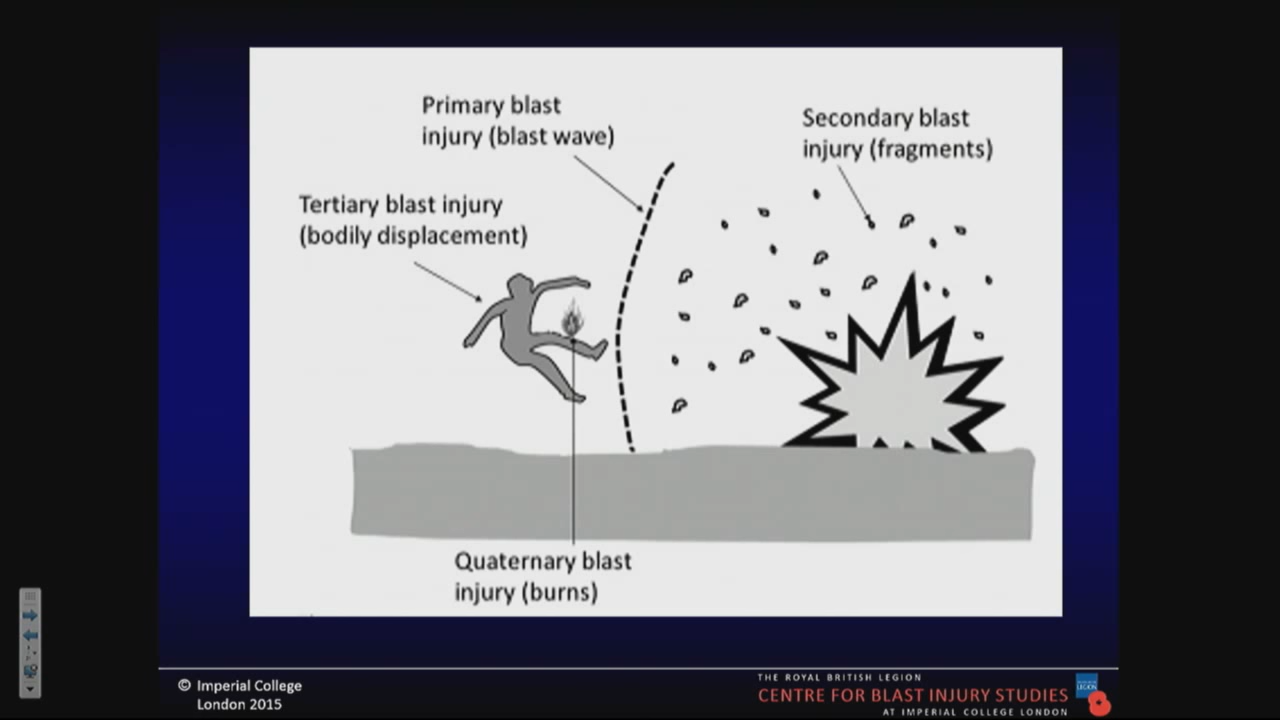 Primary blast
injury (blast wave)
Secondary blast
injury (fragments)
Tertiary blast injury
(bodily displacement)
Quaternary blast
injury (burns)
© Imperial College
London 2015
THE ROYAL BRITISH LEGION
CENTRE FOR BLAST INJURY STUDIES
AT IMPERIAL COLLEGE LONDON
LEGION